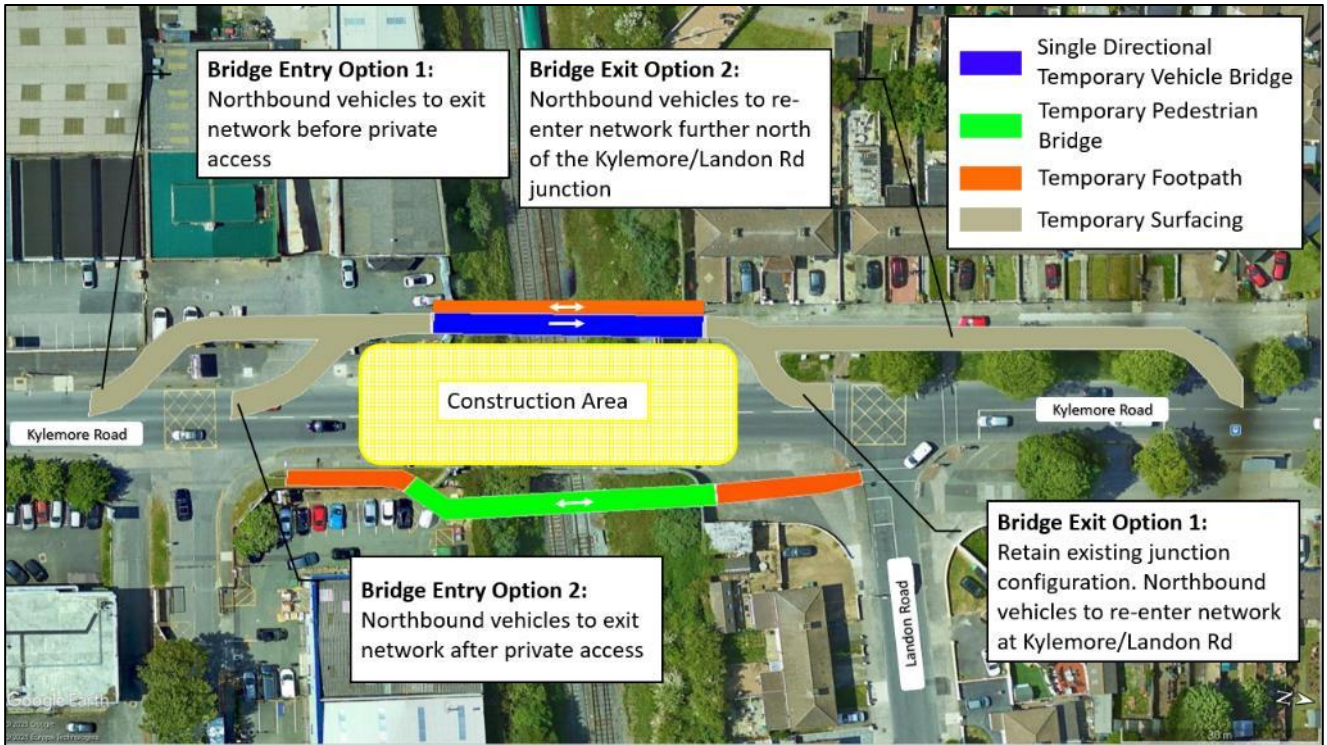 Bridge Entry Option 1:
Northbound vehicles to exit
network before private
access
Bridge Exit Option 2:
Northbound vehicles to re-
enter network further north
of the Kylemore/Landon Rd
junction
Single Directional
Temporary Vehicle Bridge
Temporary Pedestrian
Bridge
Temporary Footpath
Temporary Surfacing
Construction Area
Kylemore Road
Kylemore Road
Bridge Entry Option 2:
Northbound vehicles to exit
network after private access
Landon Road
Bridge Exit Option 1:
Retain existing junction
configuration. Northbound
vehicles to re-enter network
at Kylemore/Landon Rd
Google Earth
N